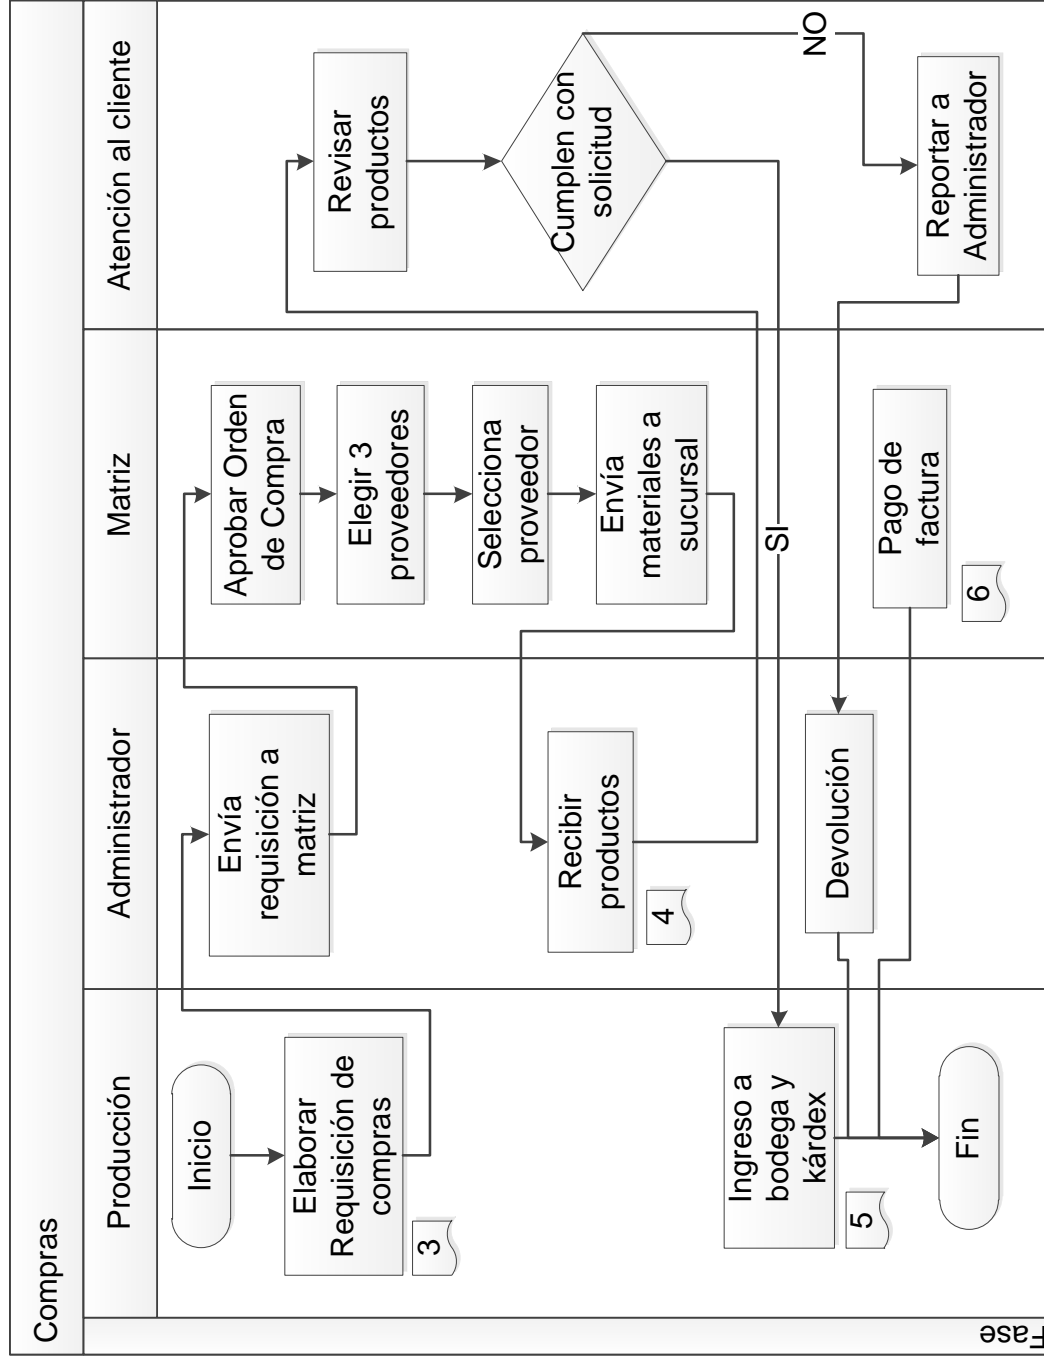 Compras
Producción
Administrador
Matriz
Atención al cliente
Fase
Inicio
Elaborar
Requisición de
compras
3
Envía
requisición a
matriz
Aprobar Orden
de Compra
Elegir 3
proveedores
Selecciona
proveedor
Envía
materiales a
sucursal
Recibir
productos
4
Revisar
productos
Cumplen con
solicitud
SI
NO
Ingreso a
bodega y
kárdex
5
Reportar a
Administrador
Devolución
Pago de
factura
6
Fin